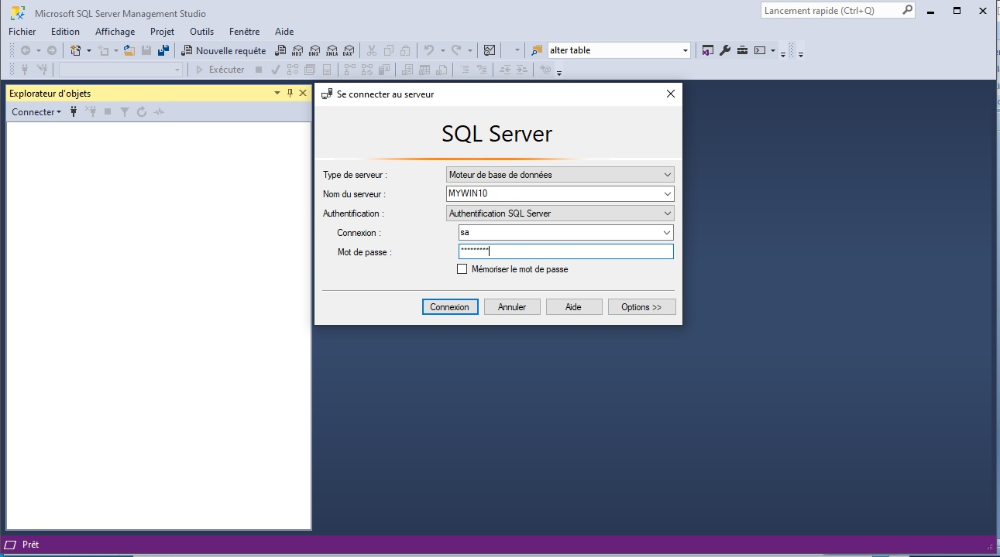 Microsoft SQL Server Management Studio
Lancement rapide (Ctrl+Q)
Fichier Edition Affichage Projet Outils Fenêtre Aide
Nouvelle requête MDX DMX XMLA DAX alter table
Exécuter
Explorateur d'objets
Connecter
Se connecter au serveur
SQL Server
Type de serveur : Moteur de base de données
Nom du serveur : MYWIN10
Authentification : Authentification SQL Server
Connexion : sa
Mot de passe : *********
Mémoriser le mot de passe
Connexion Annuler Aide Options >>
Prêt